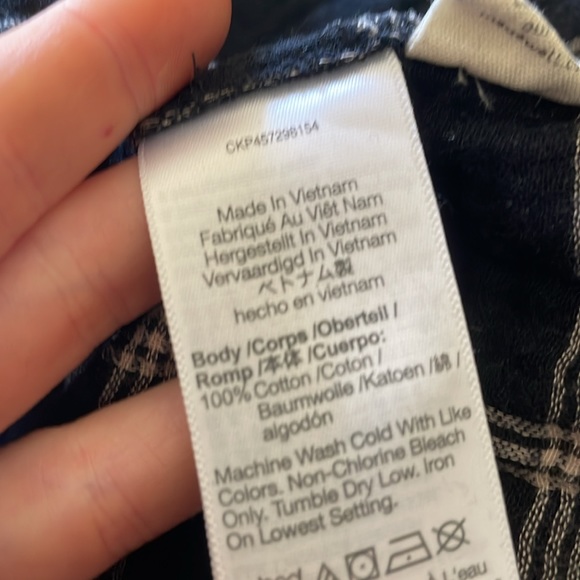 CKP457298154
Made In Vietnam
Fabriqué Au Viêt Nam
Hergestellt In Vietnam
Vervaardigd In Vietnam
ベトナム製
hecho en vietnam
Body /Corps /Oberteil /
Romp /本体 /Cuerpo:
100% Cotton /Coton /
Baumwolle /Katoen /綿 /
algodón
Machine Wash Cold With Like
Colors. Non-Chlorine Bleach
Only. Tumble Dry Low. Iron
On Lowest Setting.
À L'eau